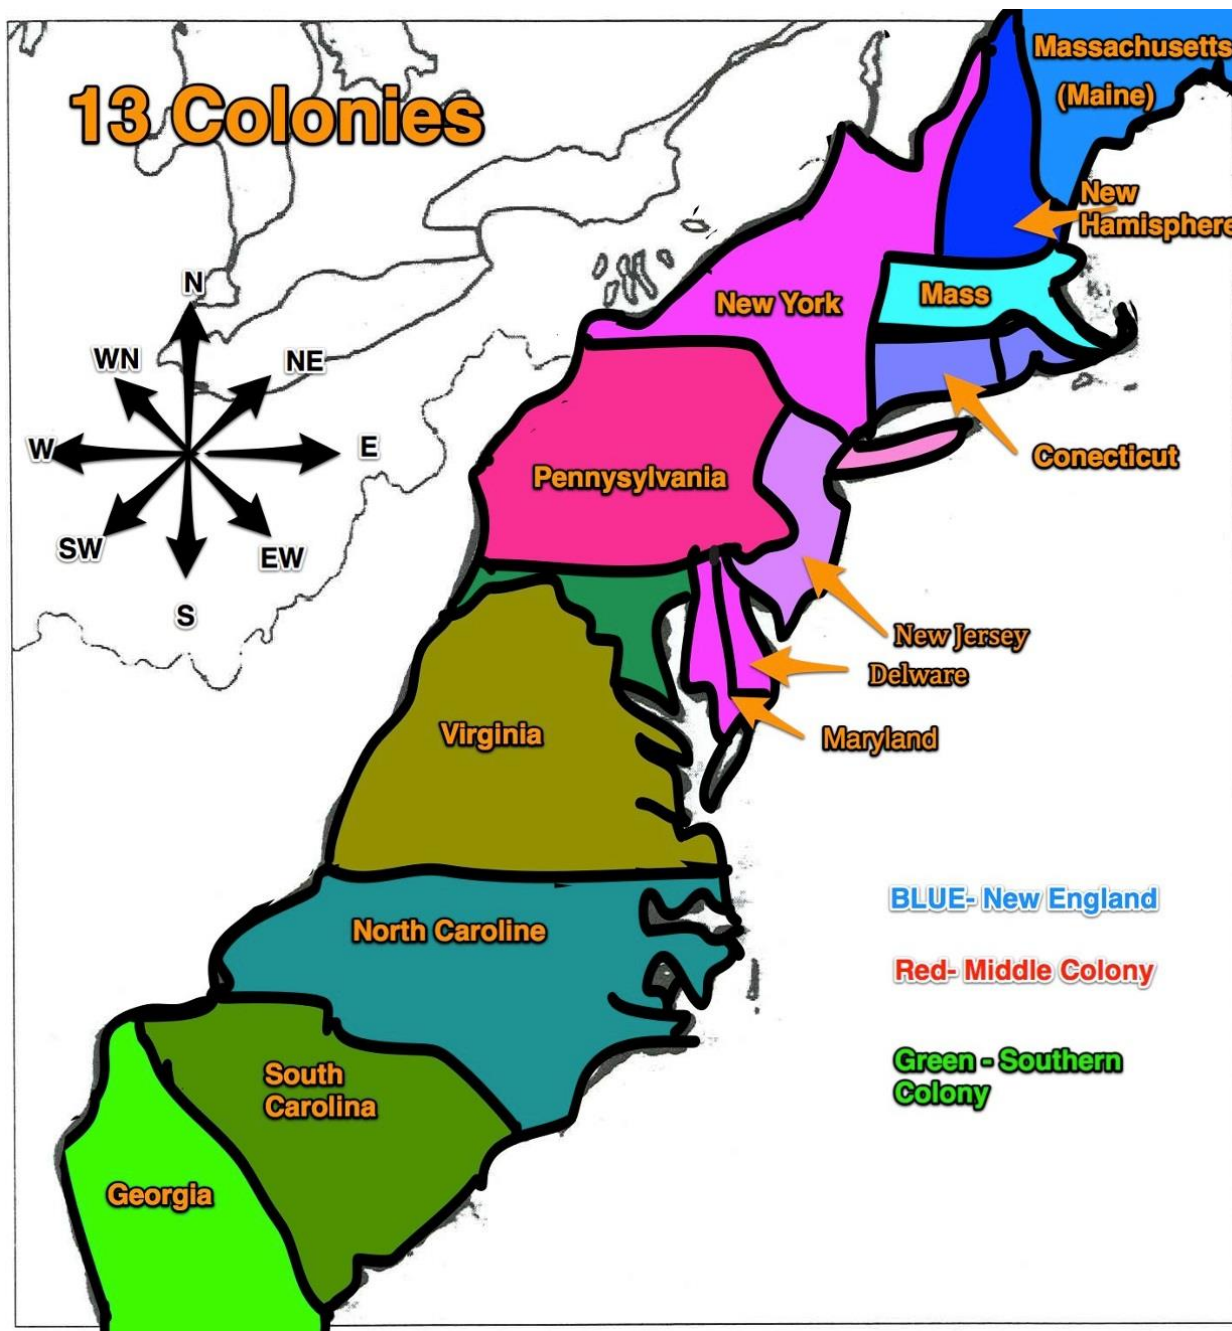 13 Colonies
Massachusetts
(Maine)
New
Hamisphere
N
WN
NE
W
E
SW
EW
S
New York
Mass
Pennysylvania
Conecticut
New Jersey
Delware
Maryland
Virginia
North Caroline
South
Carolina
Georgia
BLUE- New England
Red- Middle Colony
Green - Southern
Colony